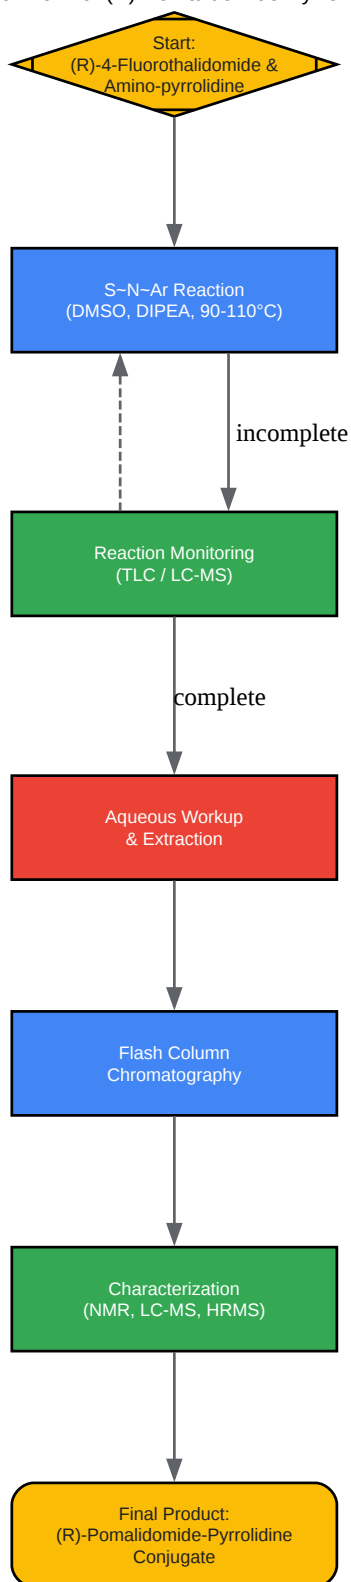 Start:
(R)-4-Fluorothalidomide &
Amino-pyrrolidine
S~N~Ar Reaction
(DMSO, DIPEA, 90-110°C)
incomplete
Reaction Monitoring
(TLC / LC-MS)
complete
Aqueous Workup
& Extraction
Flash Column
Chromatography
Characterization
(NMR, LC-MS, HRMS)
Final Product:
(R)-Pomalidomide-Pyrrolidine
Conjugate